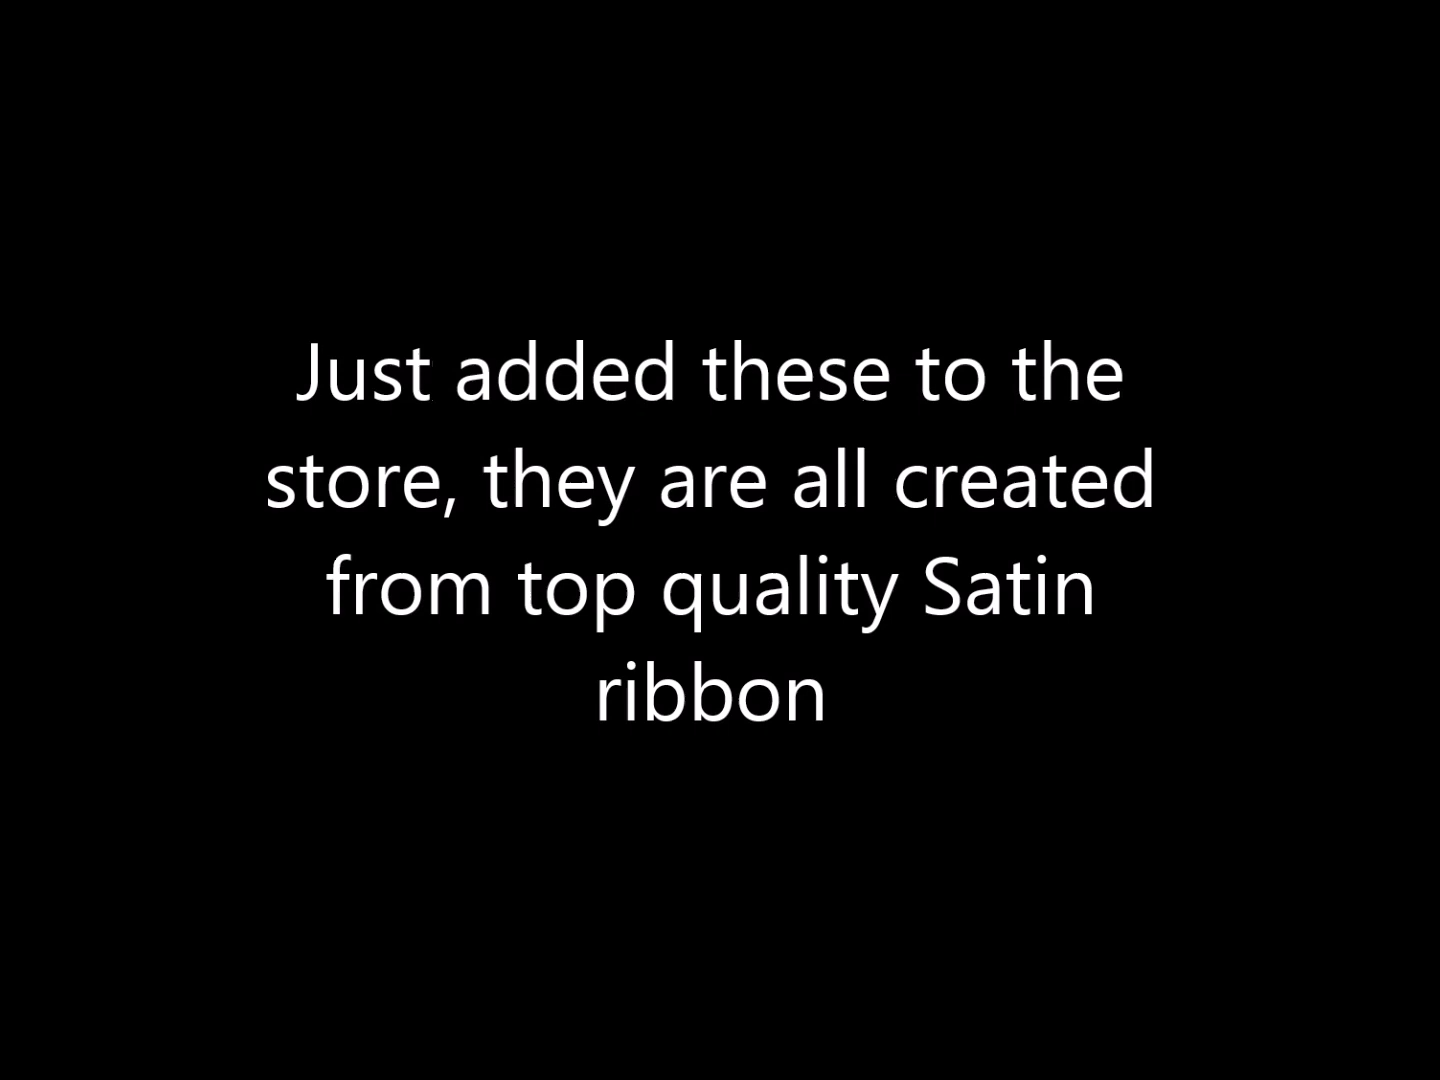 Just added these to the
store, they are all created
from top quality Satin
ribbon